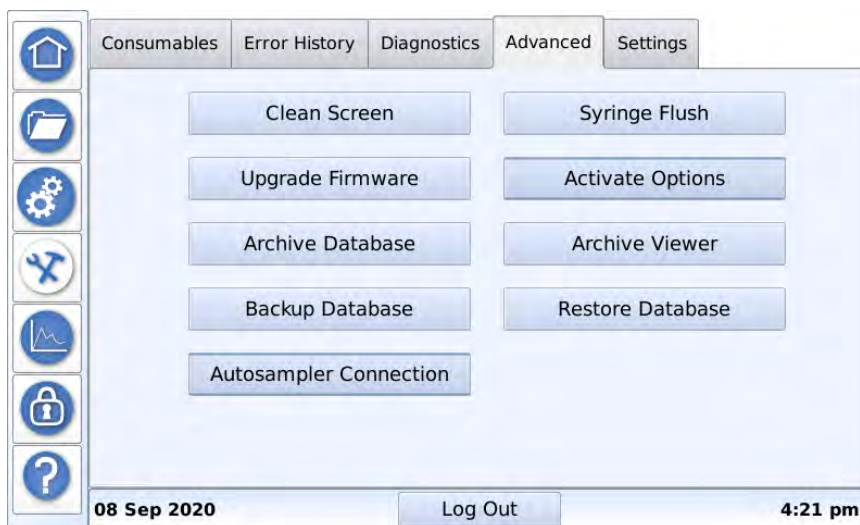 Consumables Error History Diagnostics Advanced Settings
Clean Screen Syringe Flush
Upgrade Firmware Activate Options
Archive Database Archive Viewer
Backup Database Restore Database
Autosampler Connection
?
08 Sep 2020 Log Out 4:21 pm